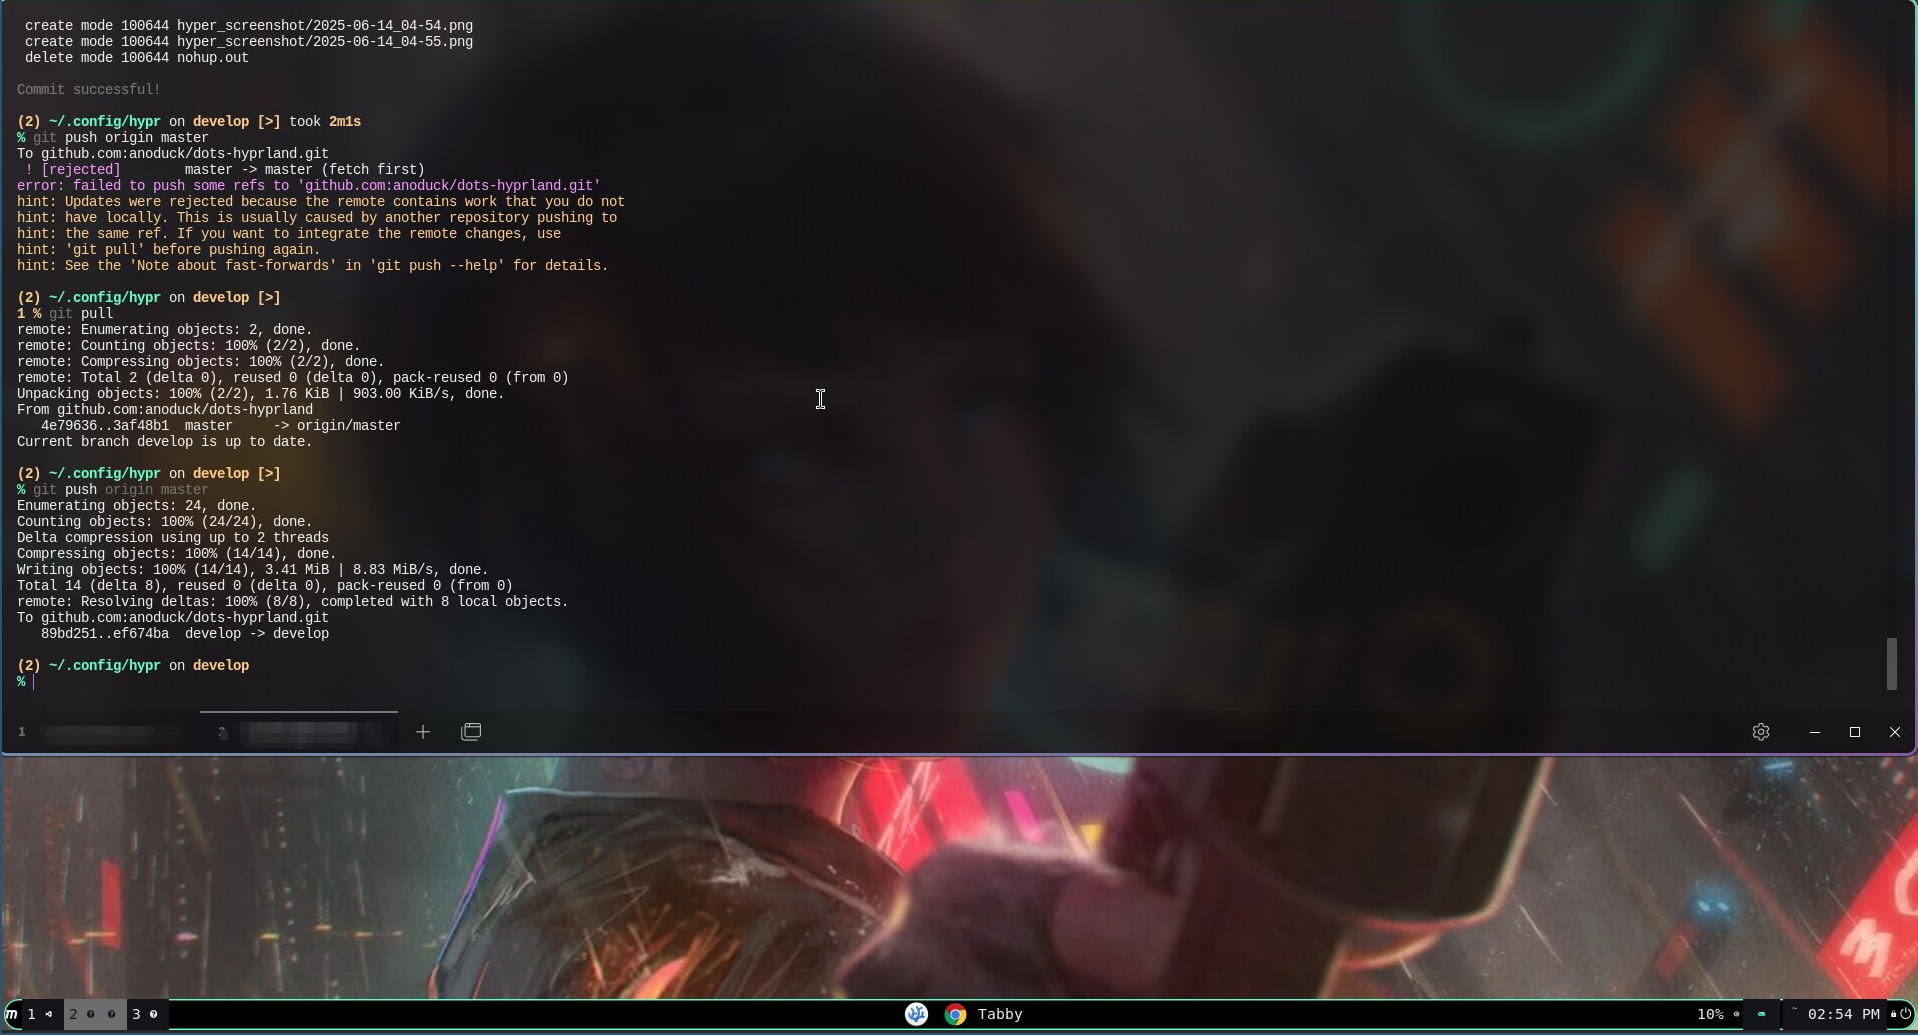 create mode 100644 hyper_screenshot/2025-06-14_04-54.png
create mode 100644 hyper_screenshot/2025-06-14_04-55.png
delete mode 100644 nohup.out
Commit successful!
(2) ~/.config/hypr on develop [>] took 2m1s
% git push origin master
To github.com:anoduck/dots-hyprland.git
! [rejected]        master -> master (fetch first)
error: failed to push some refs to 'github.com:anoduck/dots-hyprland.git'
hint: Updates were rejected because the remote contains work that you do not
hint: have locally. This is usually caused by another repository pushing to
hint: the same ref. If you want to integrate the remote changes, use
hint: 'git pull' before pushing again.
hint: See the 'Note about fast-forwards' in 'git push --help' for details.
(2) ~/.config/hypr on develop [>]
1 % git pull
remote: Enumerating objects: 2, done.
remote: Counting objects: 100% (2/2), done.
remote: Compressing objects: 100% (2/2), done.
remote: Total 2 (delta 0), reused 0 (delta 0), pack-reused 0 (from 0)
Unpacking objects: 100% (2/2), 1.76 KiB | 903.00 KiB/s, done.
From github.com:anoduck/dots-hyprland
4e79636..3af48b1  master     -> origin/master
Current branch develop is up to date.
(2) ~/.config/hypr on develop [>]
% git push origin master
Enumerating objects: 24, done.
Counting objects: 100% (24/24), done.
Delta compression using up to 2 threads
Compressing objects: 100% (14/14), done.
Writing objects: 100% (14/14), 3.41 MiB | 8.83 MiB/s, done.
Total 14 (delta 8), reused 0 (delta 0), pack-reused 0 (from 0)
remote: Resolving deltas: 100% (8/8), completed with 8 local objects.
To github.com:anoduck/dots-hyprland.git
89bd251..ef674ba  develop -> develop
(2) ~/.config/hypr on develop
%
1
m 1 2 3 Tabby 10% 02:54 PM